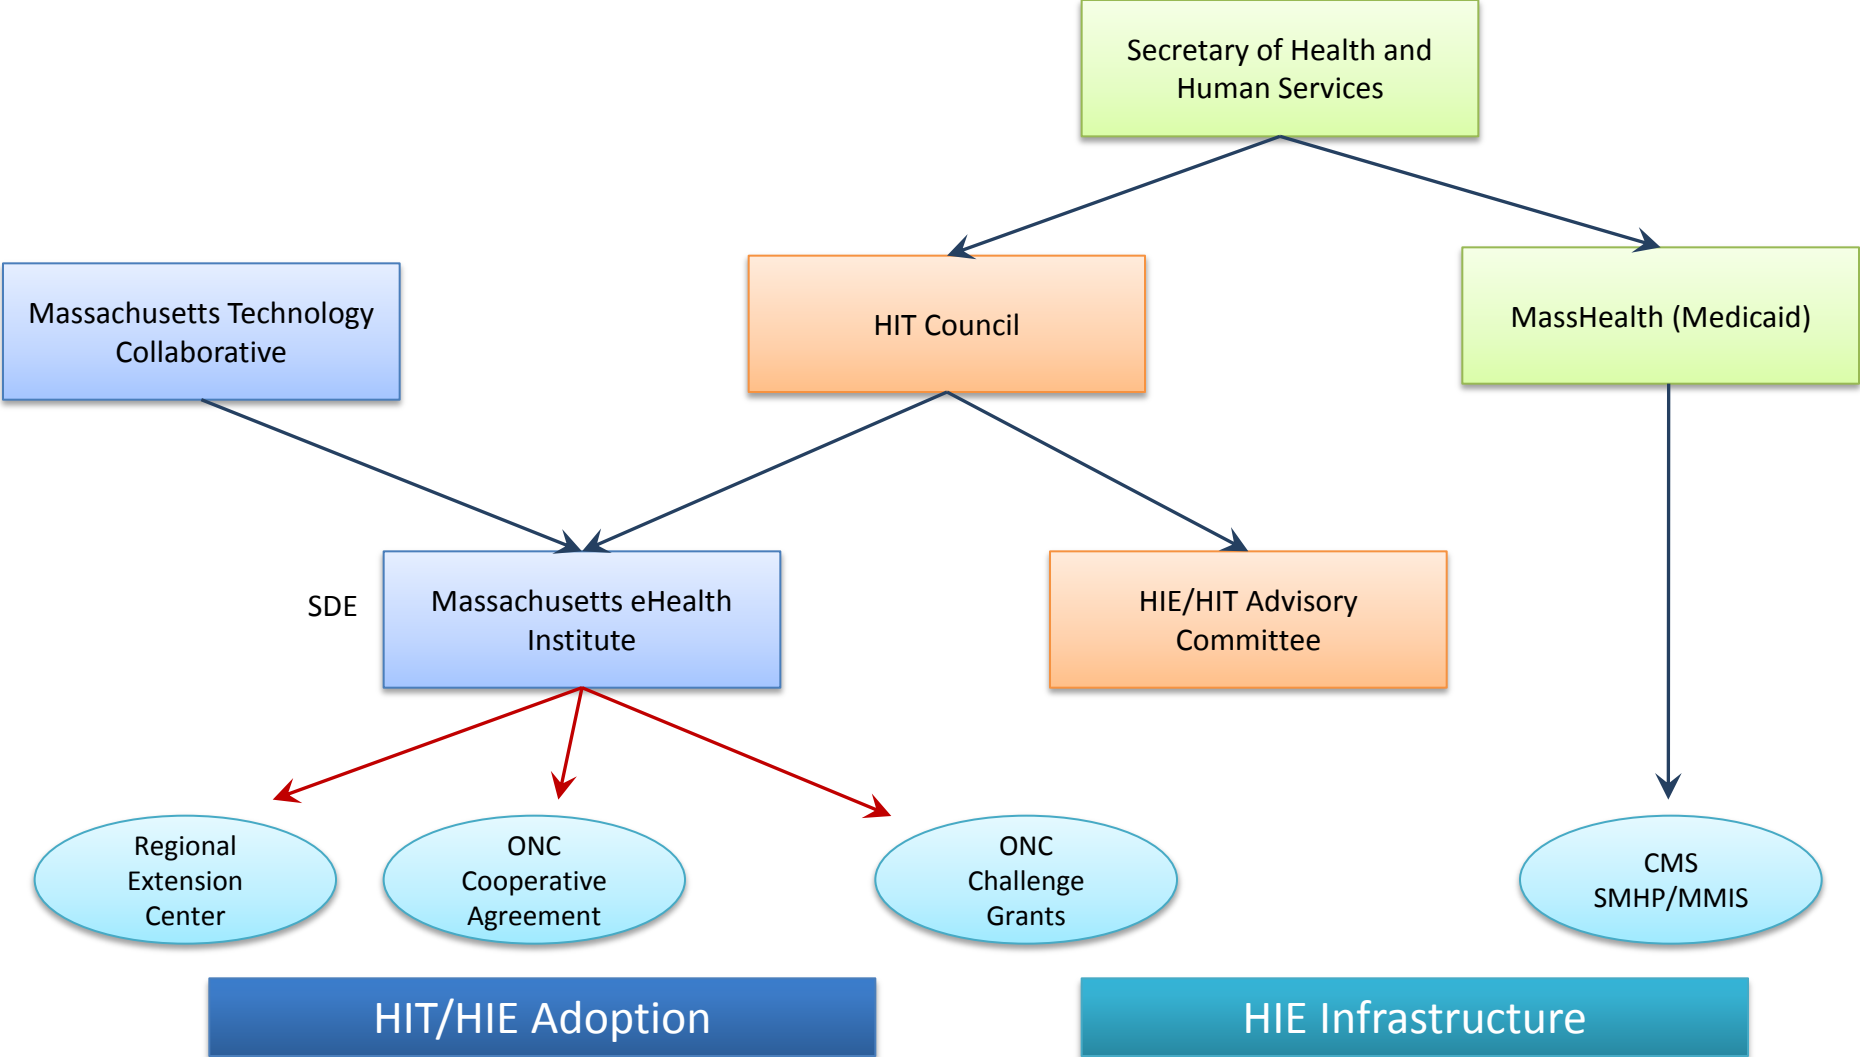 Secretary of Health and
Human Services
Massachusetts Technology
Collaborative
HIT Council
MassHealth (Medicaid)
SDE
Massachusetts eHealth
Institute
HIE/HIT Advisory
Committee
Regional
Extension
Center
ONC
Cooperative
Agreement
ONC
Challenge
Grants
CMS
SMHP/MMIS
HIT/HIE Adoption
HIE Infrastructure